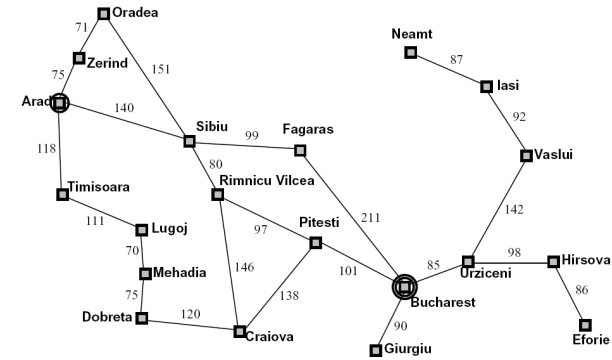 Oradea
71
Neamt
Zerind
87
75
151
Iasi
Arad
140
92
Sibiu
99
Fagaras
118
Vaslui
80
Timisoara
Rimnicu Vilcea
111
211
142
Lugoj
97
Pitesti
70
98
Hirsova
146
101
85
Mehadia
Urziceni
75
138
86
Bucharest
Dobreta
120
90
Craiova
Eforie
Giurgiu